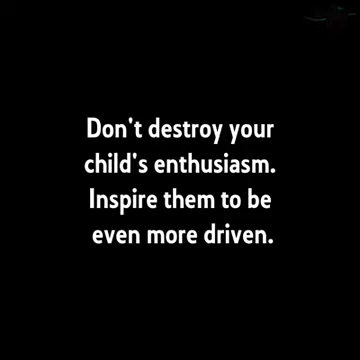 Don't destroy your
child's enthusiasm.
Inspire them to be
even more driven.